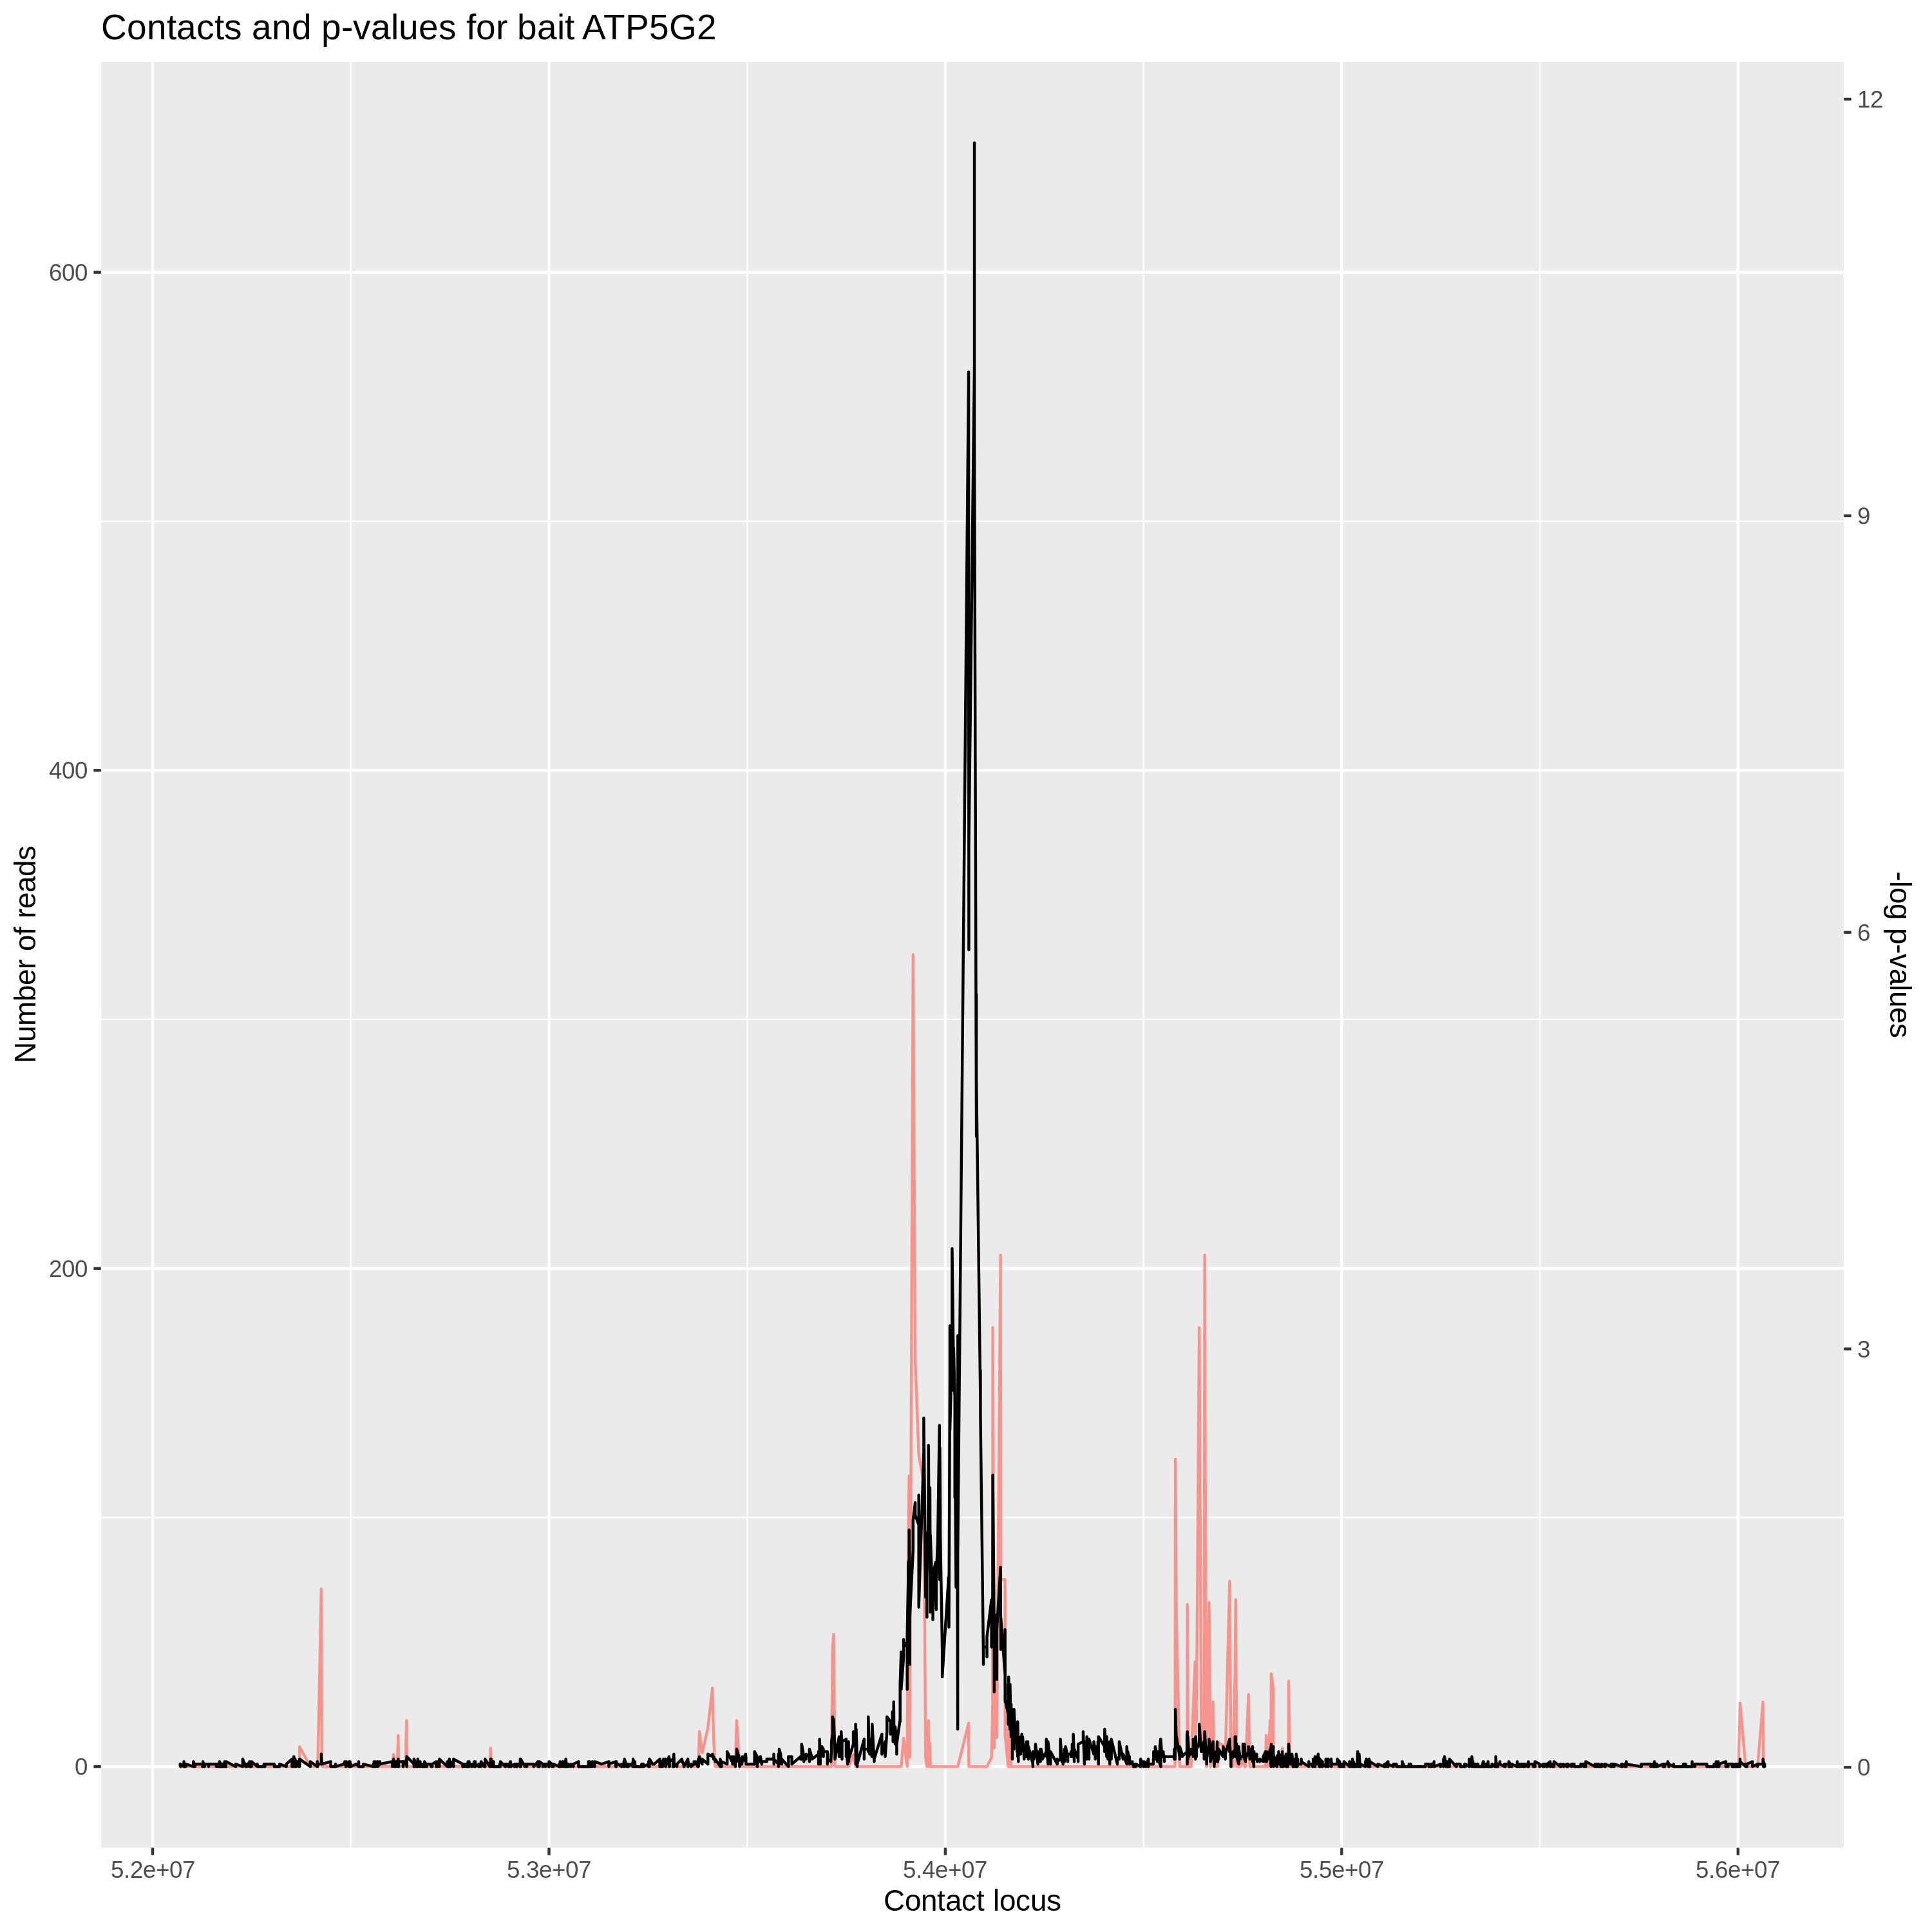 Contacts and p-values for bait ATP5G2
Number of reads
600
400
200
0
12
9
6
3
0
-log p-values
5.2e+07
5.3e+07
5.4e+07
5.5e+07
5.6e+07
Contact locus